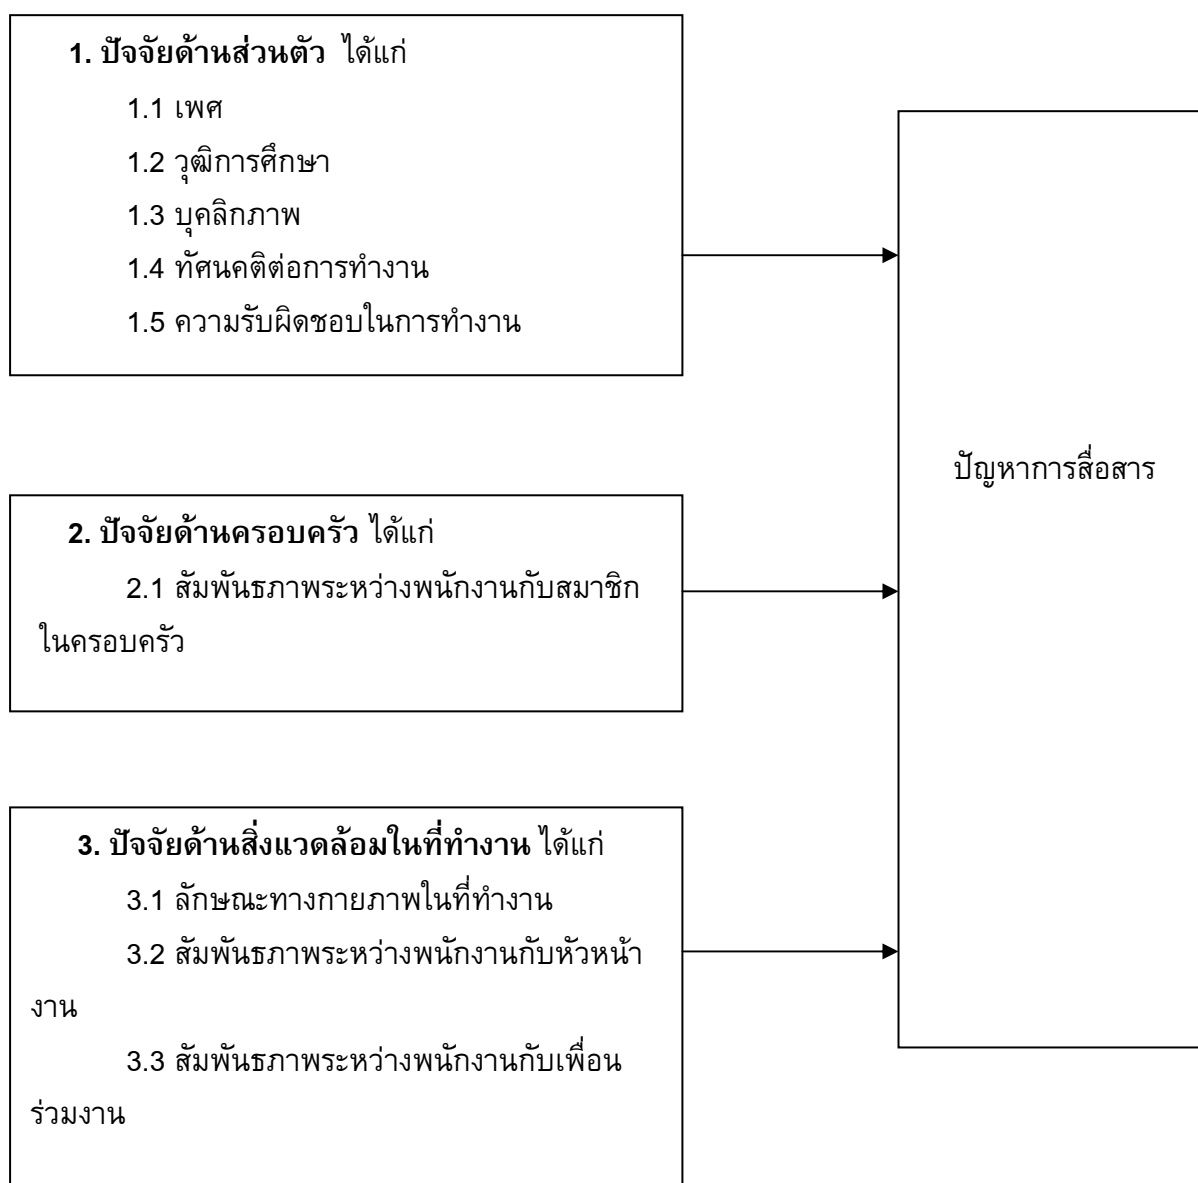 1. ปัจจัยด้านส่วนตัว ได้แก่
1.1 เพศ
1.2 วุฒิการศึกษา
1.3 บุคลิกภาพ
1.4 ทัศนคติต่อการทำงาน
1.5 ความรับผิดชอบในการทำงาน
ปัญหาการสื่อสาร
2. ปัจจัยด้านครอบครัว ได้แก่
2.1 สัมพันธภาพระหว่างพนักงานกับสมาชิก
ในครอบครัว
3. ปัจจัยด้านสิ่งแวดล้อมในที่ทำงาน ได้แก่
3.1 ลักษณะทางกายภาพในที่ทำงาน
3.2 สัมพันธภาพระหว่างพนักงานกับหัวหน้า
งาน
3.3 สัมพันธภาพระหว่างพนักงานกับเพื่อน
ร่วมงาน